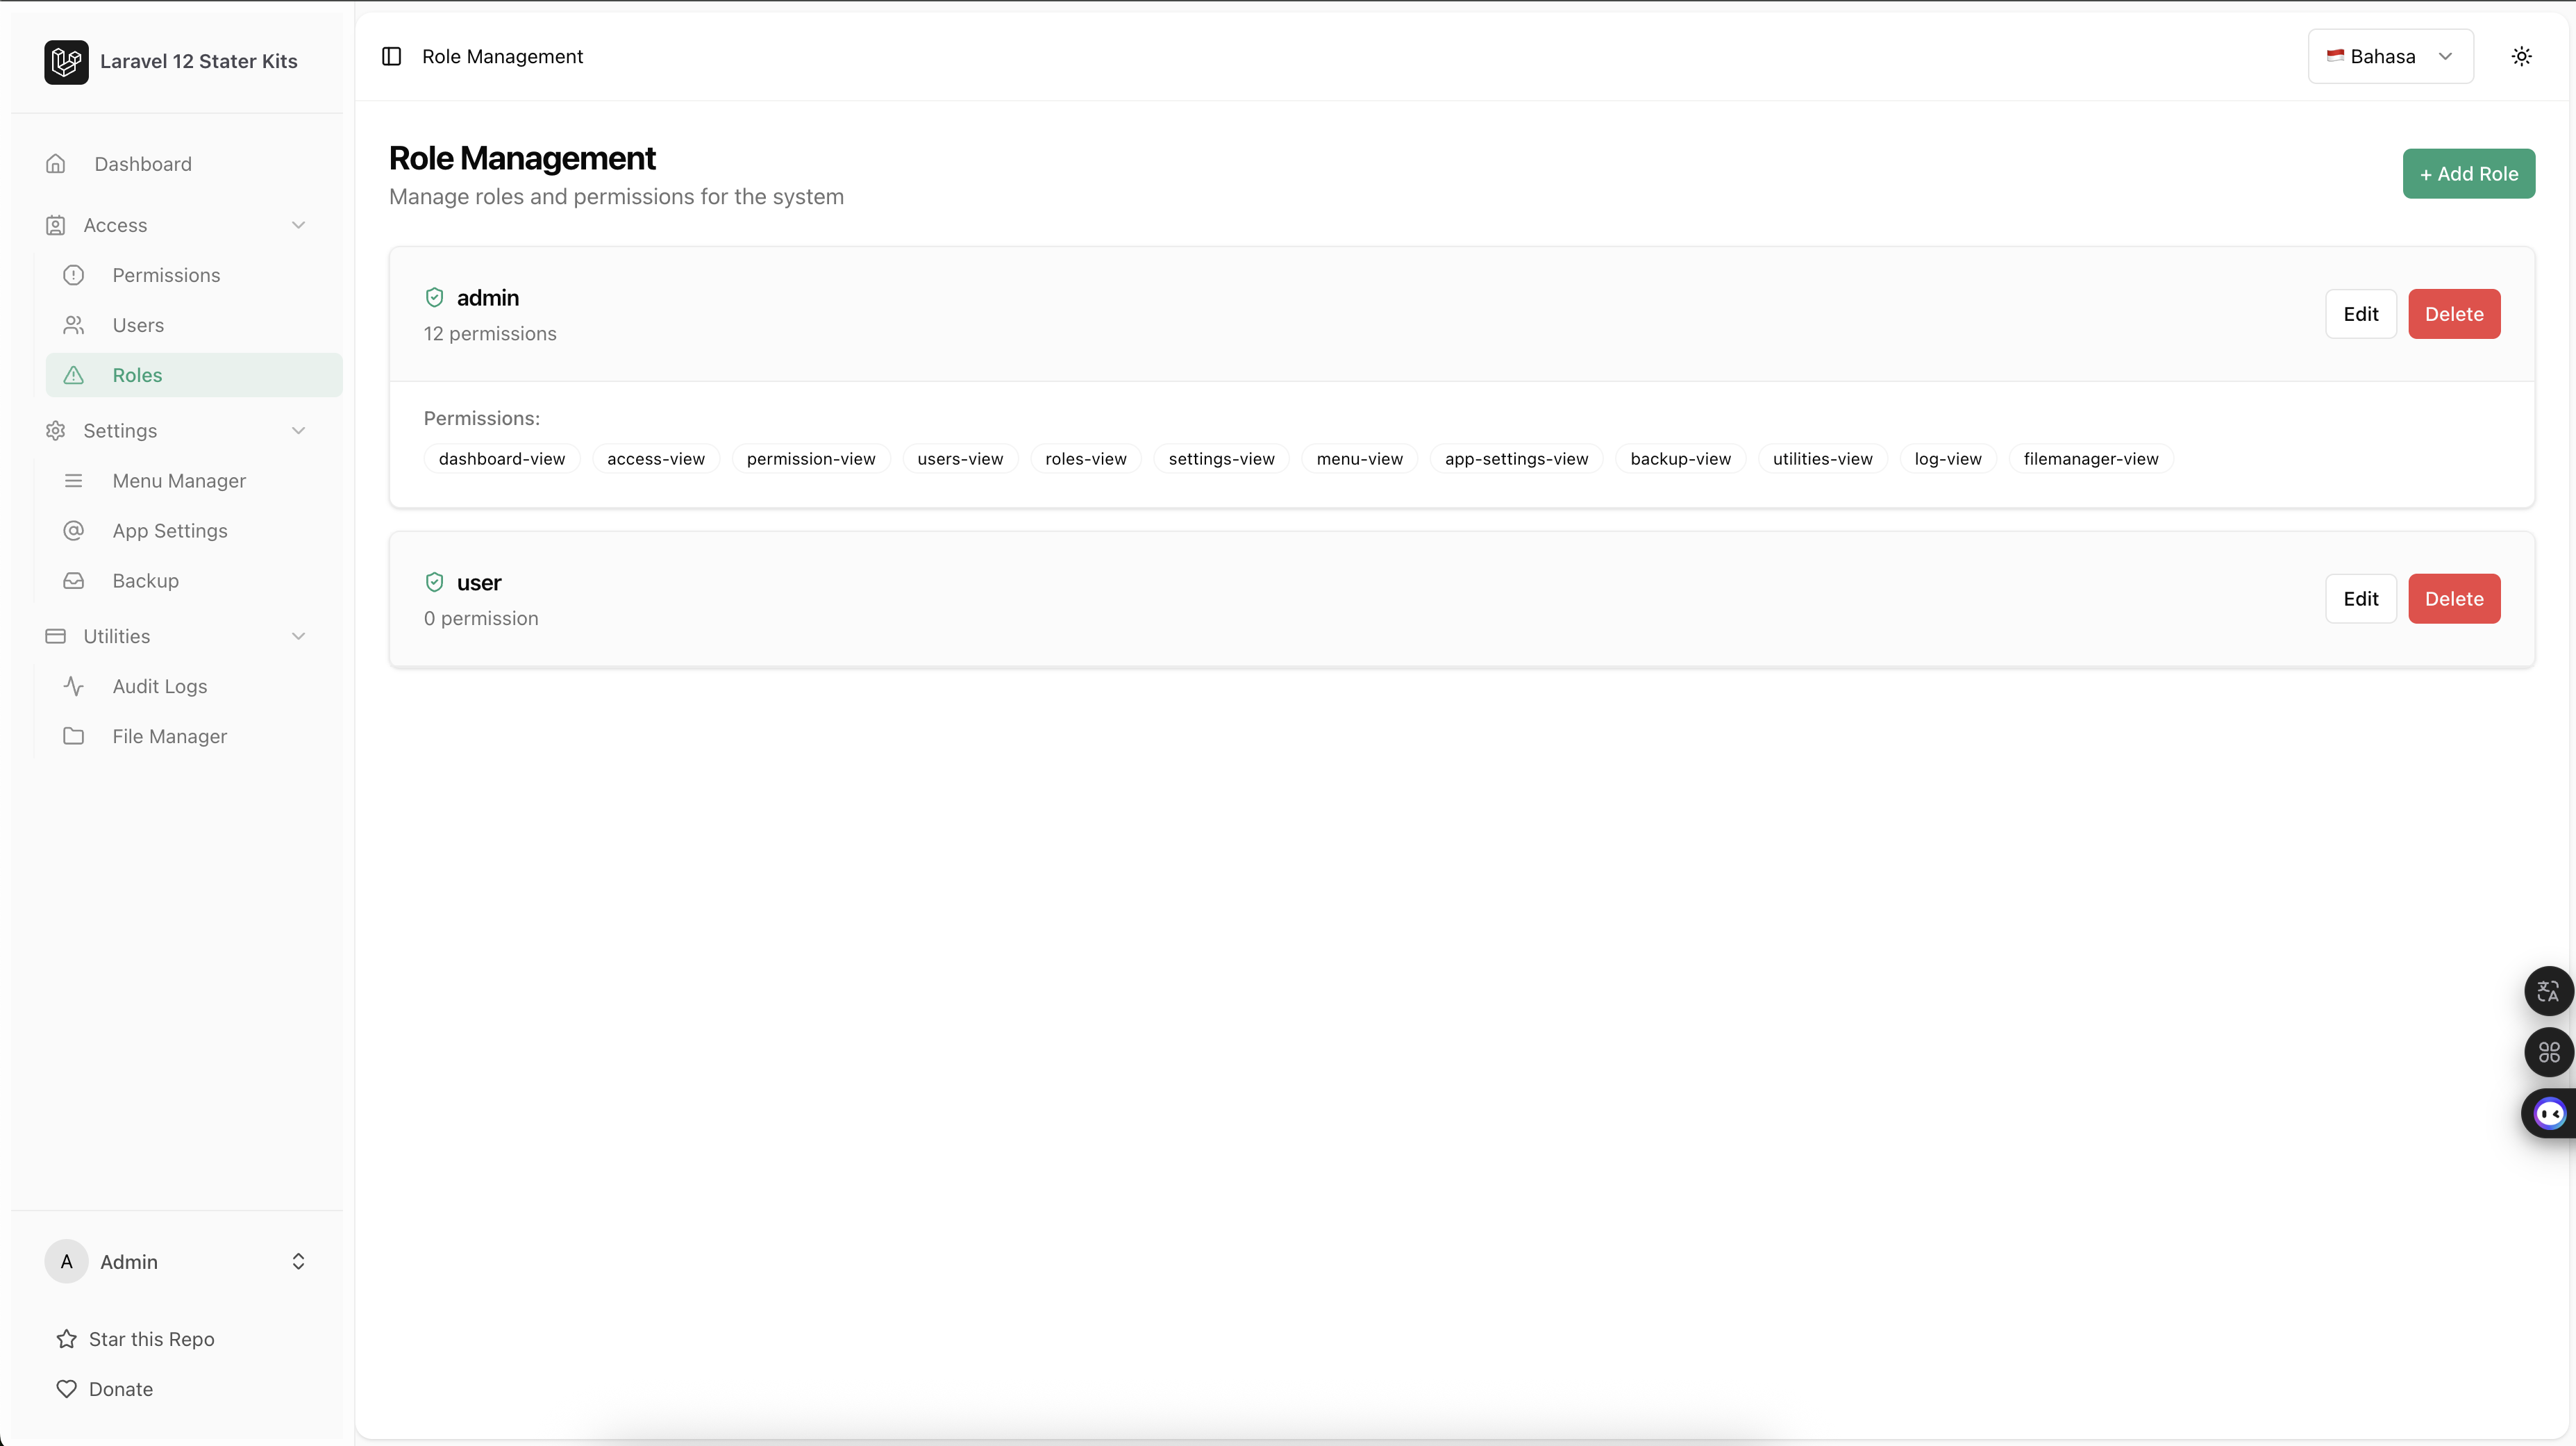 Laravel 12 Stater Kits
Dashboard
Access
Permissions
Users
Roles
Settings
Menu Manager
App Settings
Backup
Utilities
Audit Logs
File Manager
A Admin
Star this Repo
Donate
Role Management
Bahasa
Role Management
Manage roles and permissions for the system
+ Add Role
admin
12 permissions
Edit Delete
Permissions:
dashboard-view access-view permission-view users-view roles-view settings-view menu-view app-settings-view backup-view utilities-view log-view filemanager-view
user
0 permission
Edit Delete